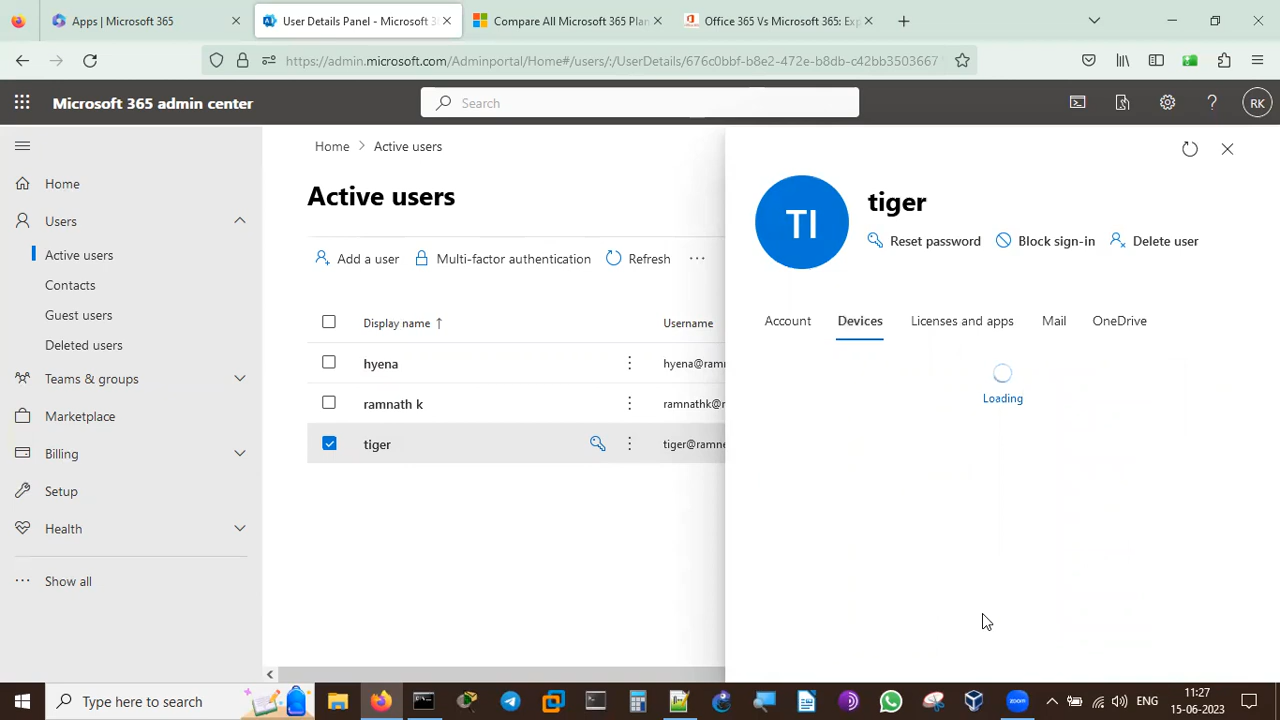 Apps | Microsoft 365
User Details Panel - Microsoft 3
Compare All Microsoft 365 Plan
Office 365 Vs Microsoft 365: Exp
https://admin.microsoft.com/Adminportal/Home#/users/:/UserDetails/676c0bbf-b8e2-472e-b8db-c42bb3503667
Microsoft 365 admin center
Search
RK
Home
Users
Active users
Contacts
Guest users
Deleted users
Teams & groups
Marketplace
Billing
Setup
Health
Show all
Home > Active users
Active users
Add a user
Multi-factor authentication
Refresh
Display name ↑
Username
hyena
hyena@ramn
ramnath k
ramnathk@r
tiger
tiger@ramne
TI
tiger
Reset password
Block sign-in
Delete user
Account
Devices
Licenses and apps
Mail
OneDrive
Loading
Type here to search
zoom
ENG
11:27
15-06-2023